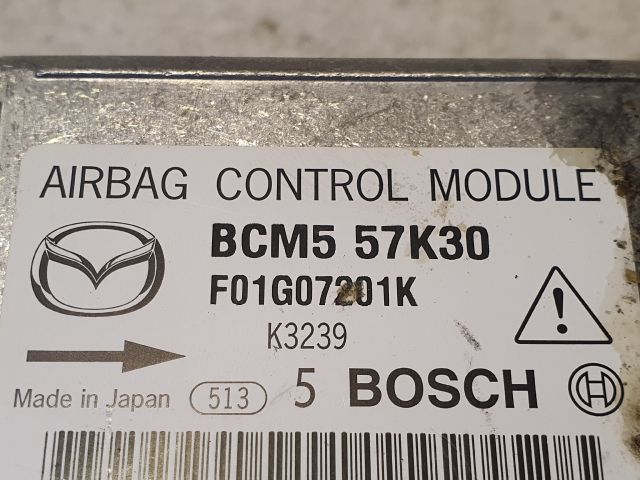 AIRBAG CONTROL MODULE
BCM5 57K30
F01G07201K
K3239
Made in Japan 513 5 BOSCH